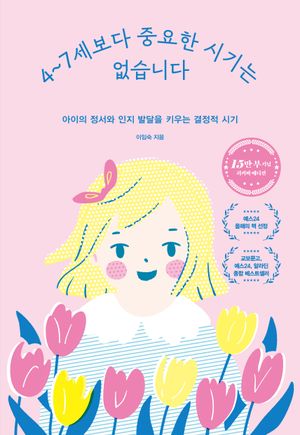 4~7세보다 중요한 시기는
없습니다
아이의 정서와 인지 발달을 키우는 결정적 시기
이임숙 지음
15만 부 기념
리커버 에디션
예스24
올해의 책 선정
교보문고,
예스24, 알라딘
종합 베스트셀러